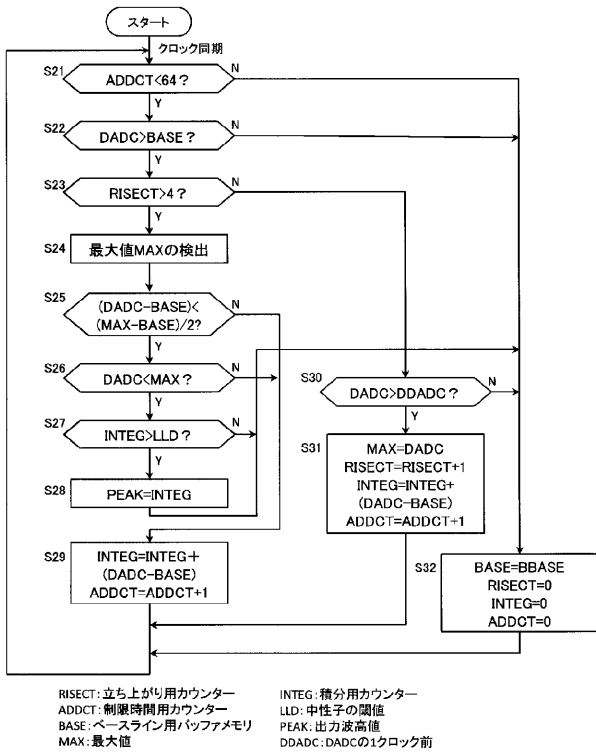 スタート
クロック同期
S21
ADDCT<64?
N
Y
S22
DADC>BASE?
N
Y
S23
RISECT>4?
N
Y
S24
最大値MAXの検出
S25
(DADC-BASE)<
(MAX-BASE)/2?
N
Y
S26
DADC<MAX?
N
Y
S27
INTEG>LLD?
N
Y
S28
PEAK=INTEG
S29
INTEG=INTEG+
(DADC-BASE)
ADDCT=ADDCT+1
S30
DADC>DDADC?
N
Y
S31
MAX=DADC
RISECT=RISECT+1
INTEG=INTEG+
(DADC-BASE)
ADDCT=ADDCT+1
S32
BASE=BBASE
RISECT=0
INTEG=0
ADDCT=0
RISECT:立ち上がり用カウンター
ADDCT:制限時間用カウンター
BASE:ベースライン用バッファメモリ
MAX:最大値
INTEG:積分用カウンター
LLD:中性子の閾値
PEAK:出力波高値
DDADC:DADCの1クロック前